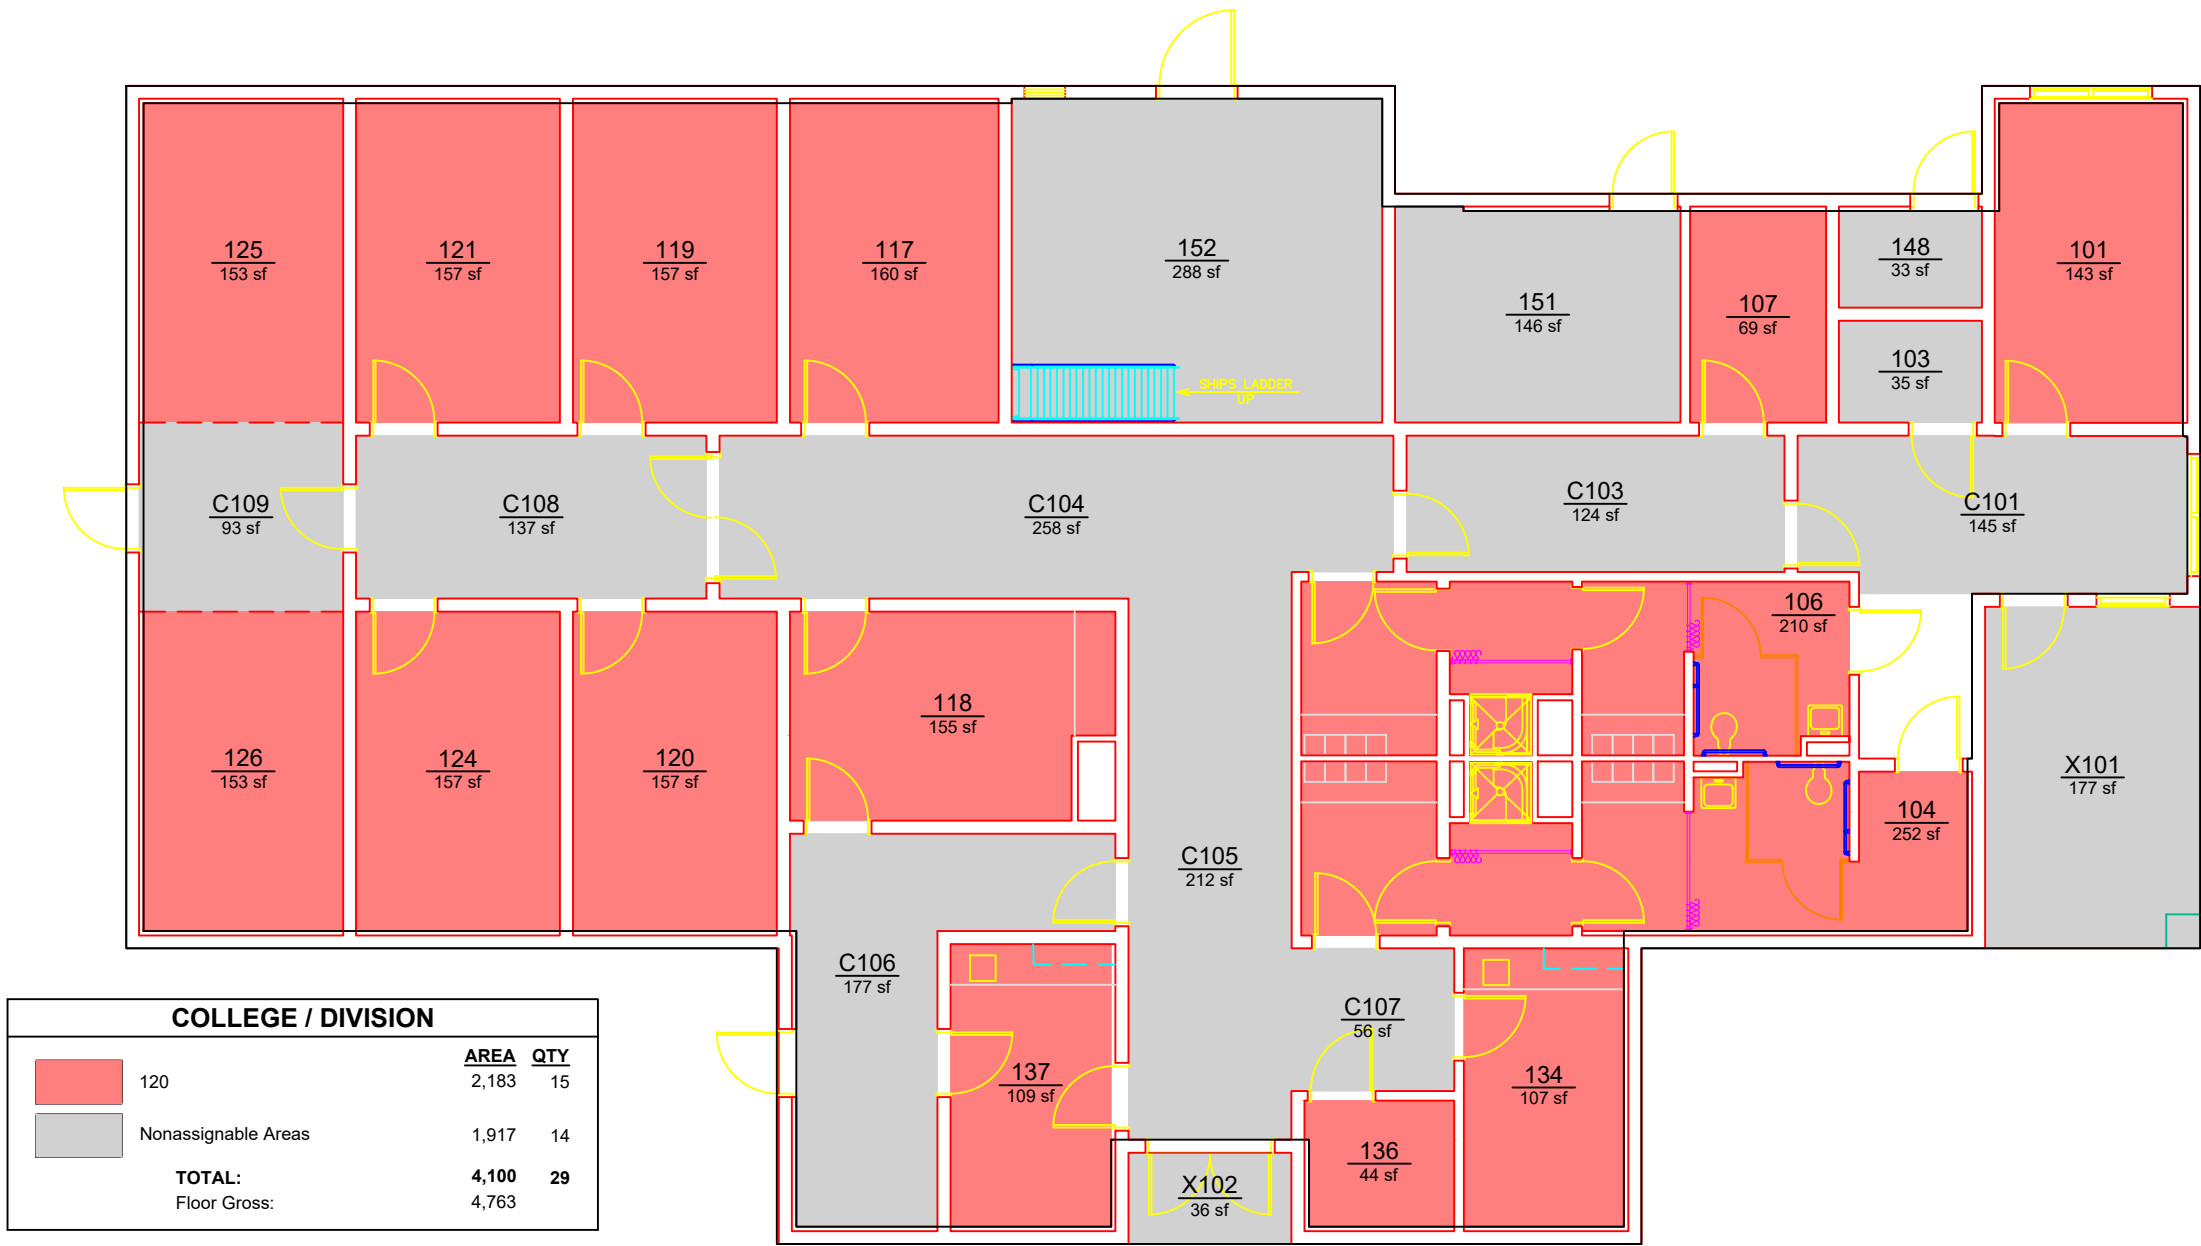 125
153 sf
121
157 sf
119
157 sf
117
160 sf
152
288 sf
151
146 sf
107
69 sf
148
33 sf
103
35 sf
101
143 sf
SHIPS LADDER
UP
C109
93 sf
C108
137 sf
C104
258 sf
C103
124 sf
C101
145 sf
106
210 sf
126
153 sf
124
157 sf
120
157 sf
118
155 sf
X101
177 sf
104
252 sf
C105
212 sf
C106
177 sf
C107
56 sf
137
109 sf
134
107 sf
136
44 sf
X102
36 sf
COLLEGE / DIVISION
AREA QTY
120 2,183 15
Nonassignable Areas 1,917 14
TOTAL: 4,100 29
Floor Gross: 4,763